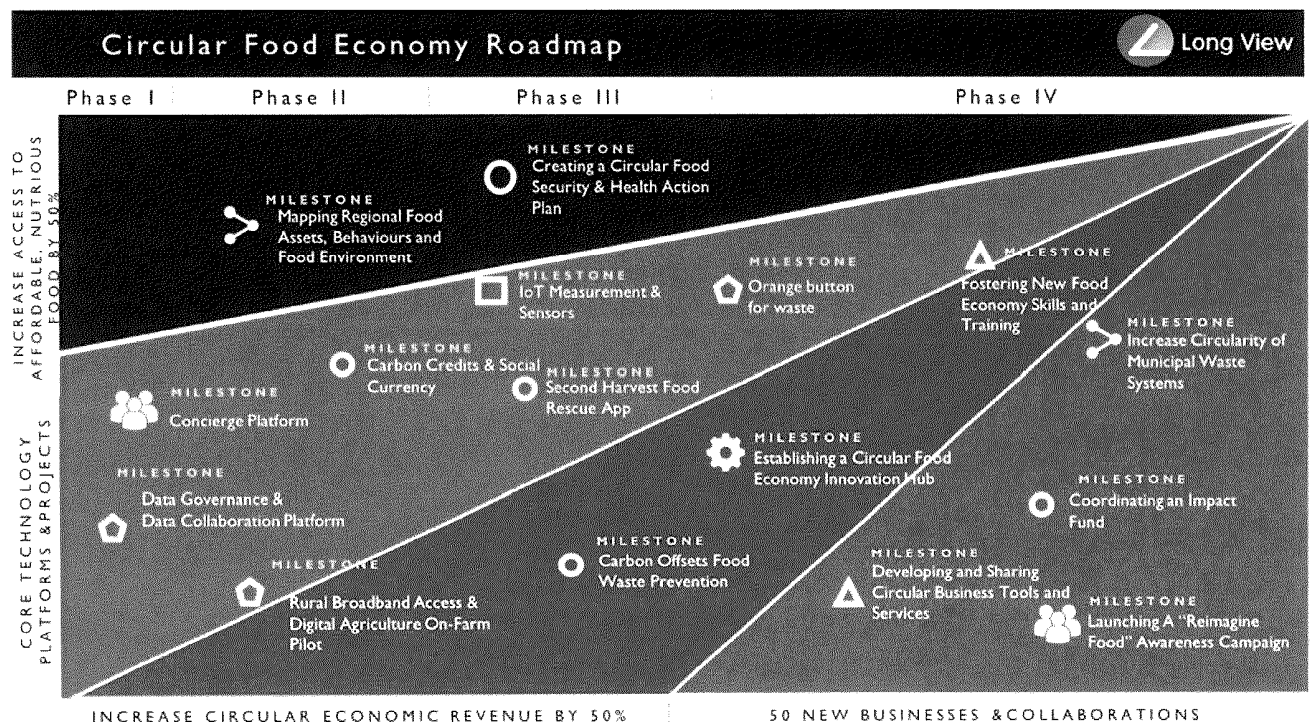 Circular Food Economy Roadmap
Long View
Phase I
Phase II
Phase III
Phase IV
INCREASE ACCESS TO
AFFORDABLE, NUTRITIOUS
FOOD BY 50%
CORE TECHNOLOGY
PLATFORMS &PROJECTS
MILESTONE
Creating a Circular Food
Security & Health Action
Plan
MILESTONE
Mapping Regional Food
Assets, Behaviours and
Food Environment
MILESTONE
IoT Measurement &
Sensors
MILESTONE
Orange button
for waste
MILESTONE
Fostering New Food
Economy Skills and
Training
MILESTONE
Increase Circularity of
Municipal Waste
Systems
MILESTONE
Carbon Credits & Social
Currency
MILESTONE
Second Harvest Food
Rescue App
MILESTONE
Concierge Platform
MILESTONE
Establishing a Circular Food
Economy Innovation Hub
MILESTONE
Data Governance &
Data Collaboration Platform
MILESTONE
Coordinating an Impact
Fund
MILESTONE
Carbon Offsets Food
Waste Prevention
MILESTONE
Rural Broadband Access &
Digital Agriculture On-Farm
Pilot
MILESTONE
Developing and Sharing
Circular Business Tools and
Services
MILESTONE
Launching A "Reimagine
Food" Awareness Campaign
INCREASE CIRCULAR ECONOMIC REVENUE BY 50%
50 NEW BUSINESSES &COLLABORATIONS